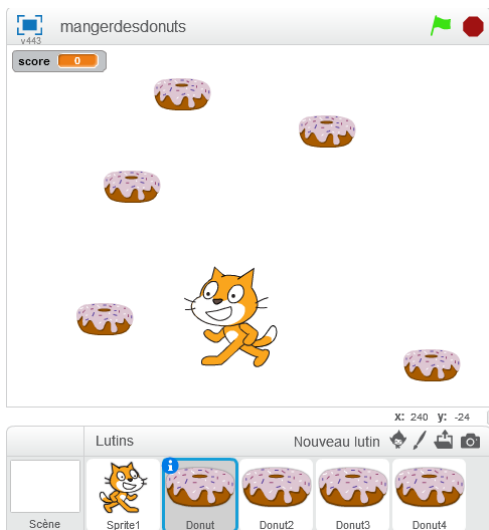 mangerdesdonuts
v443
score 0
x: 240 y: -24
Lutins Nouveau lutin
Scène Sprite1 Donut Donut2 Donut3 Donut4